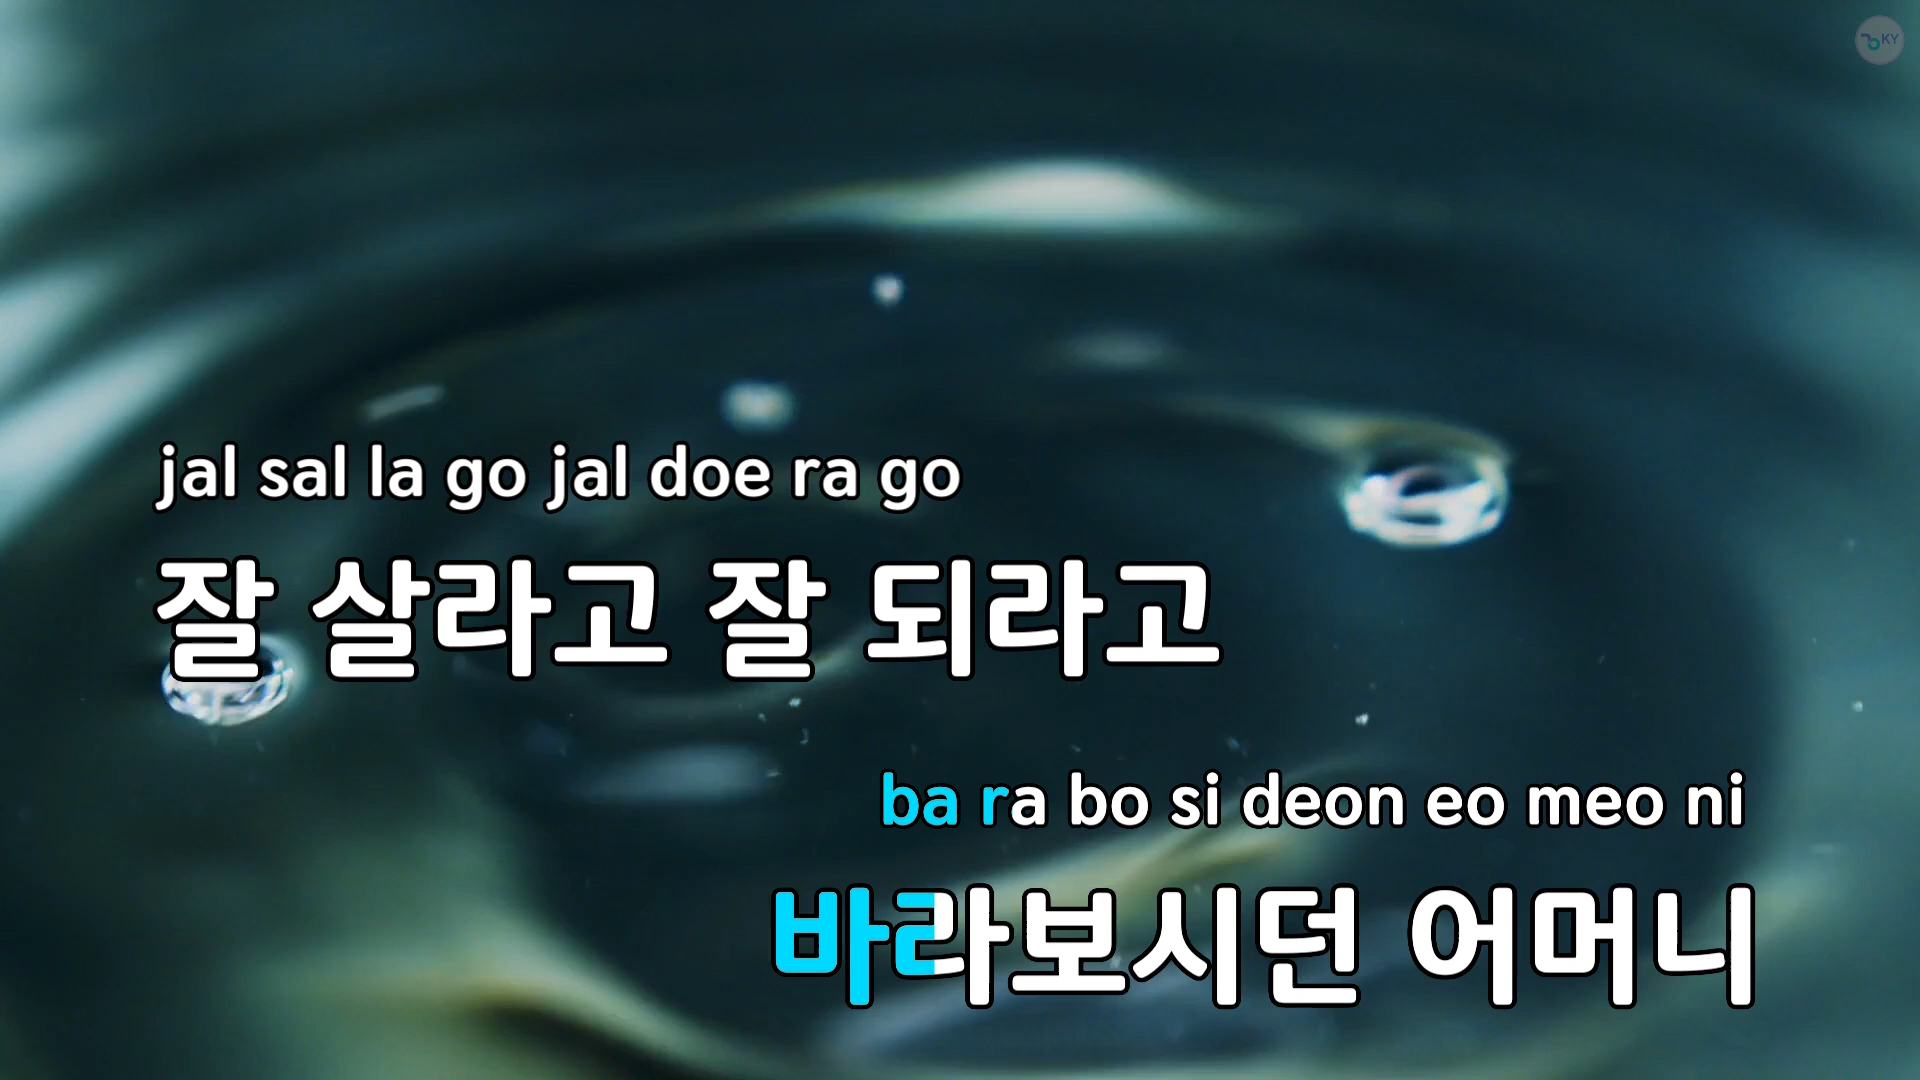 KY
jal sal la go jal doe ra go
잘 살라고 잘 되라고
ba ra bo si deon eo meo ni
바라보시던 어머니